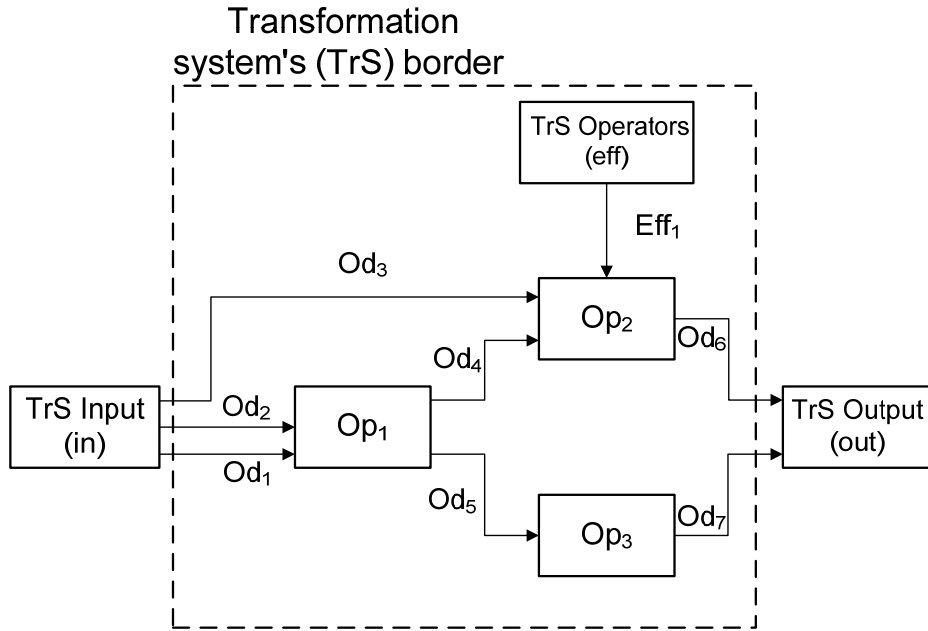 Transformation
system's (TrS) border
TrS Operators
(eff)
Eff₁
Od₃
Op₂
Od₄
Od₆
TrS Input
(in)
Od₂
Op₁
TrS Output
(out)
Od₁
Od₅
Op₃
Od₇